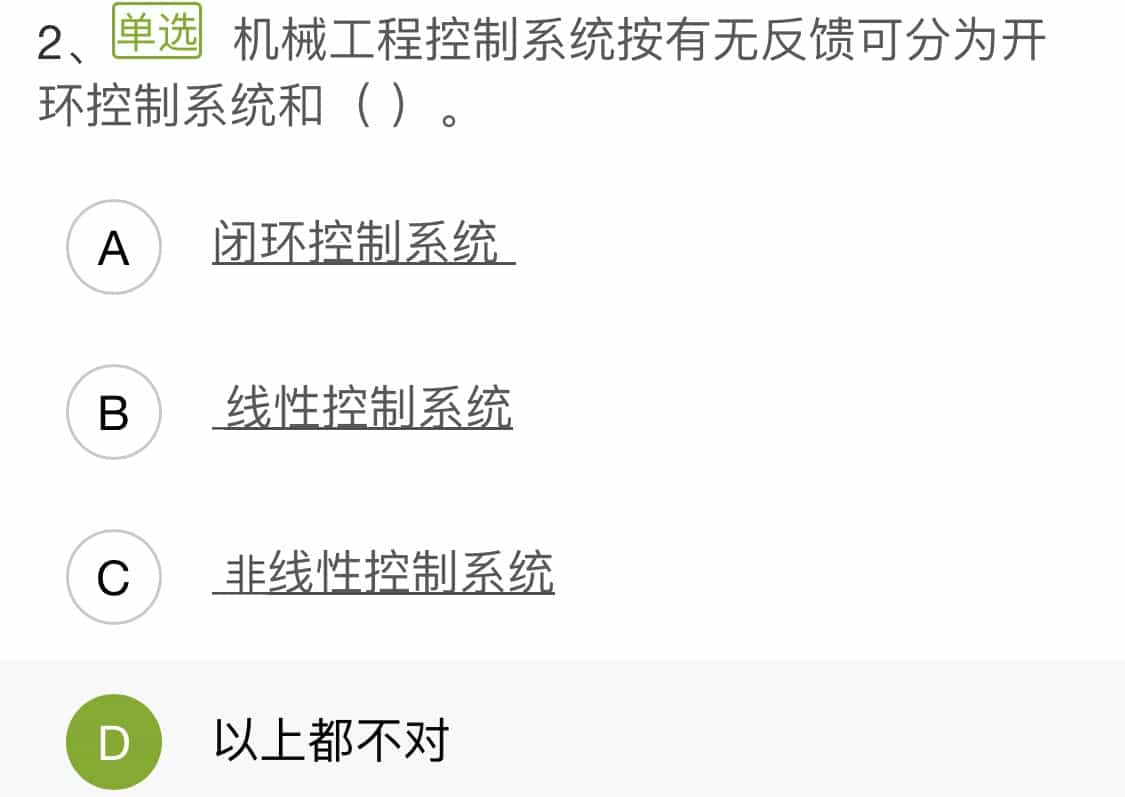 2、单选 机械工程控制系统按有无反馈可分为开
环控制系统和（ ）。
A 闭环控制系统
B 线性控制系统
C 非线性控制系统
D 以上都不对